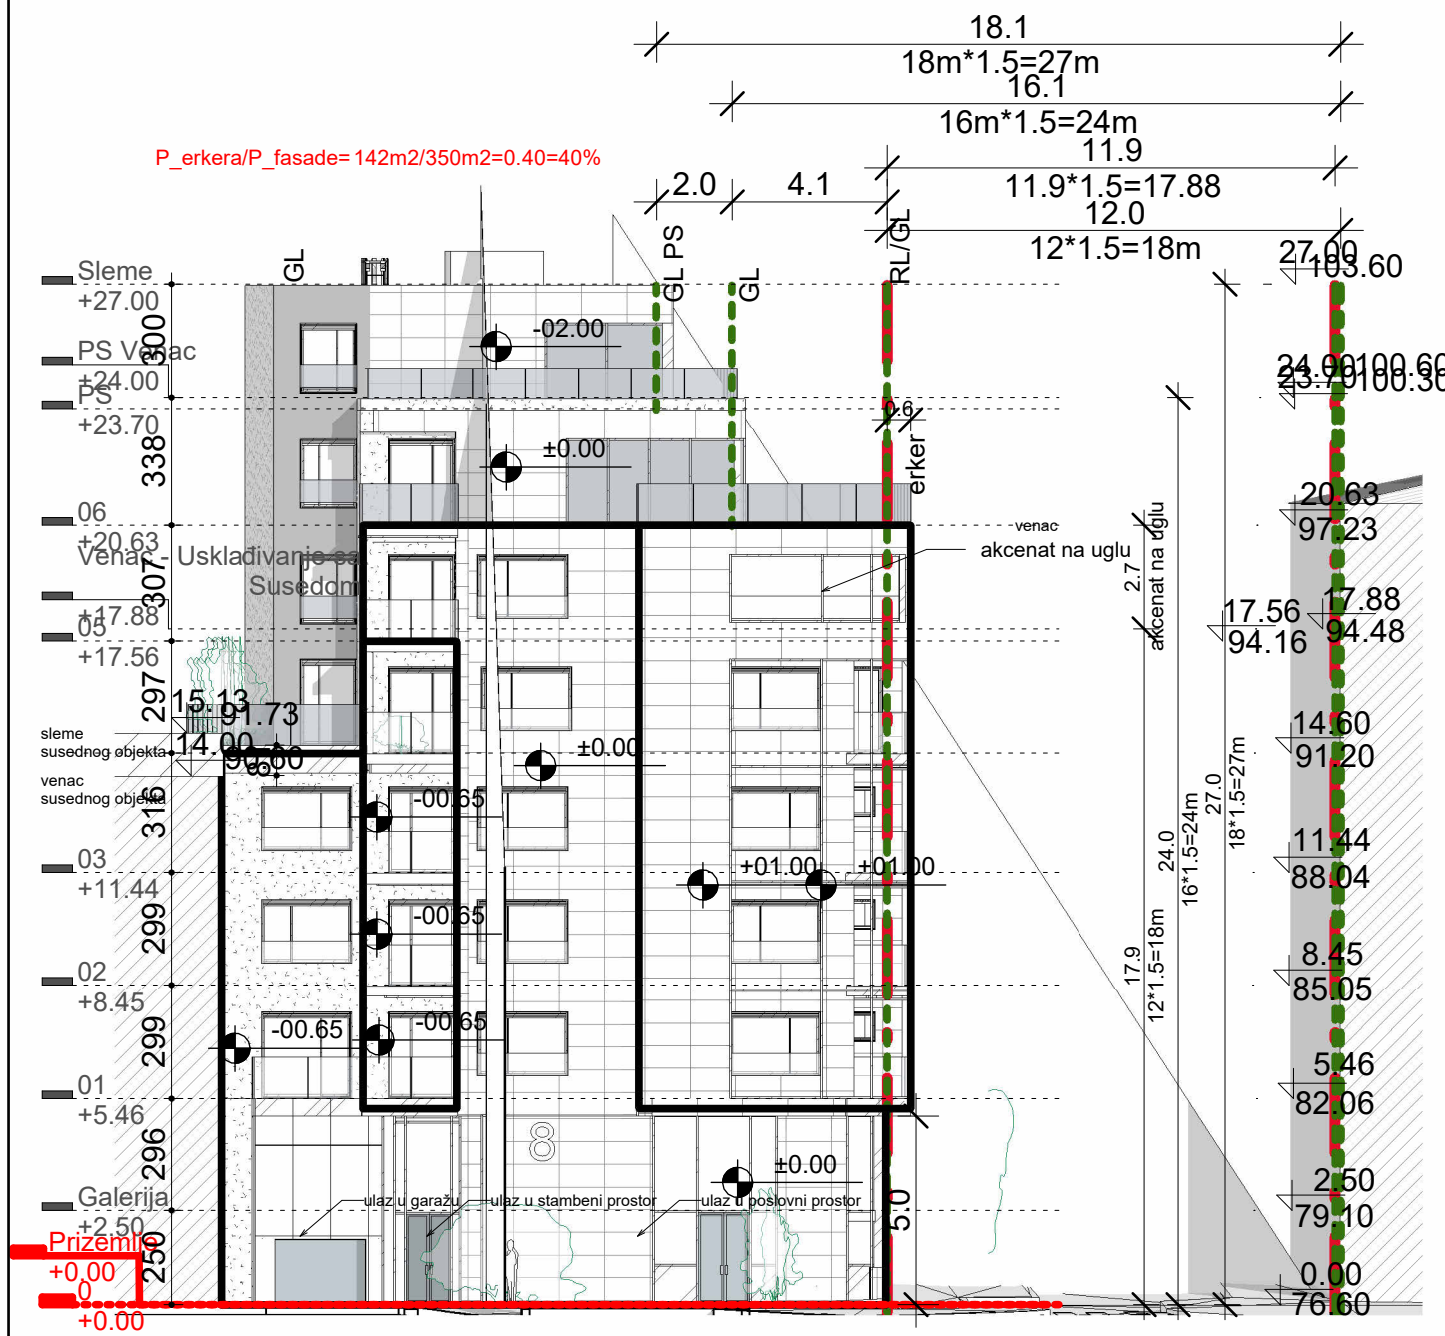 18.1
18m*1.5=27m
16.1
16m*1.5=24m
P_erkera/P_fasade= 142m2/350m2=0.40=40%
11.9
11.9*1.5=17.88
2.0
4.1
12.0
12*1.5=18m
GL
GL PS
GL
RL/GL
27.00
103.60
Sleme
+27.00
300
-02.00
PS Venac
+24.00
PS
+23.70
24.00
100.60
23.70
100.30
338
±0.00
0.6
erker
06
+20.63
20.63
97.23
Venac - Usklađivanje sa
Susedom
307
+17.88
05
+17.56
venac
akcenat na uglu
2.7
akcenat na uglu
17.56
94.16
17.88
94.48
297
15.13
91.73
14.00
90.60
sleme
susednog objekta
venac
susednog objekta
±0.00
14.60
91.20
316
-00.65
27.0
18*1.5=27m
24.0
16*1.5=24m
03
+11.44
+01.00
+01.00
11.44
88.04
299
-00.65
17.9
12*1.5=18m
02
+8.45
8.45
85.05
299
-00.65
-00.65
01
+5.46
5.46
82.06
296
8
±0.00
Galerija
+2.50
ulaz u garažu
ulaz u stambeni prostor
ulaz u poslovni prostor
5.0
2.50
79.10
250
Prizemlje
+0.00
0
+0.00
0.00
76.60